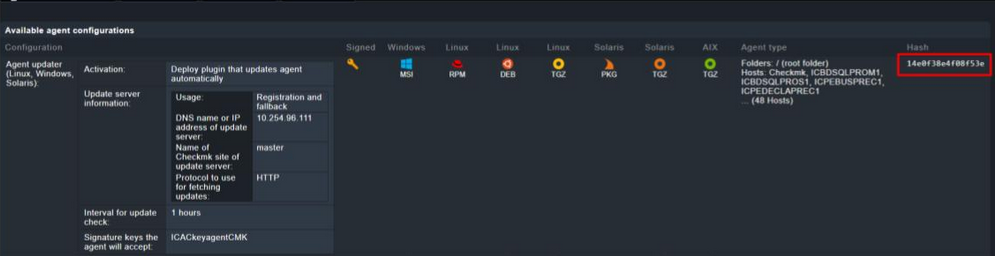 Available agent configurations
Configuration Signed Windows Linux Linux Linux Solaris Solaris AIX Agent type Hash
Agent updater (Linux, Windows, Solaris):
Activation: Deploy plugin that updates agent automatically
MSI RPM DEB TGZ PKG TGZ TGZ
Folders: / (root folder)
Hosts: Checkmk, ICBDSQLPROM1,
ICBDSQLPROS1, ICPEBUSPREC1,
ICPEDECLAPREC1
... (48 Hosts)
14e0f38e4f08f53e
Update server information:
Usage: Registration and fallback
DNS name or IP address of update server: 10.254.96.111
Name of Checkmk site of update server: master
Protocol to use for fetching updates: HTTP
Interval for update check: 1 hours
Signature keys the agent will accept: ICACkeyagentCMK